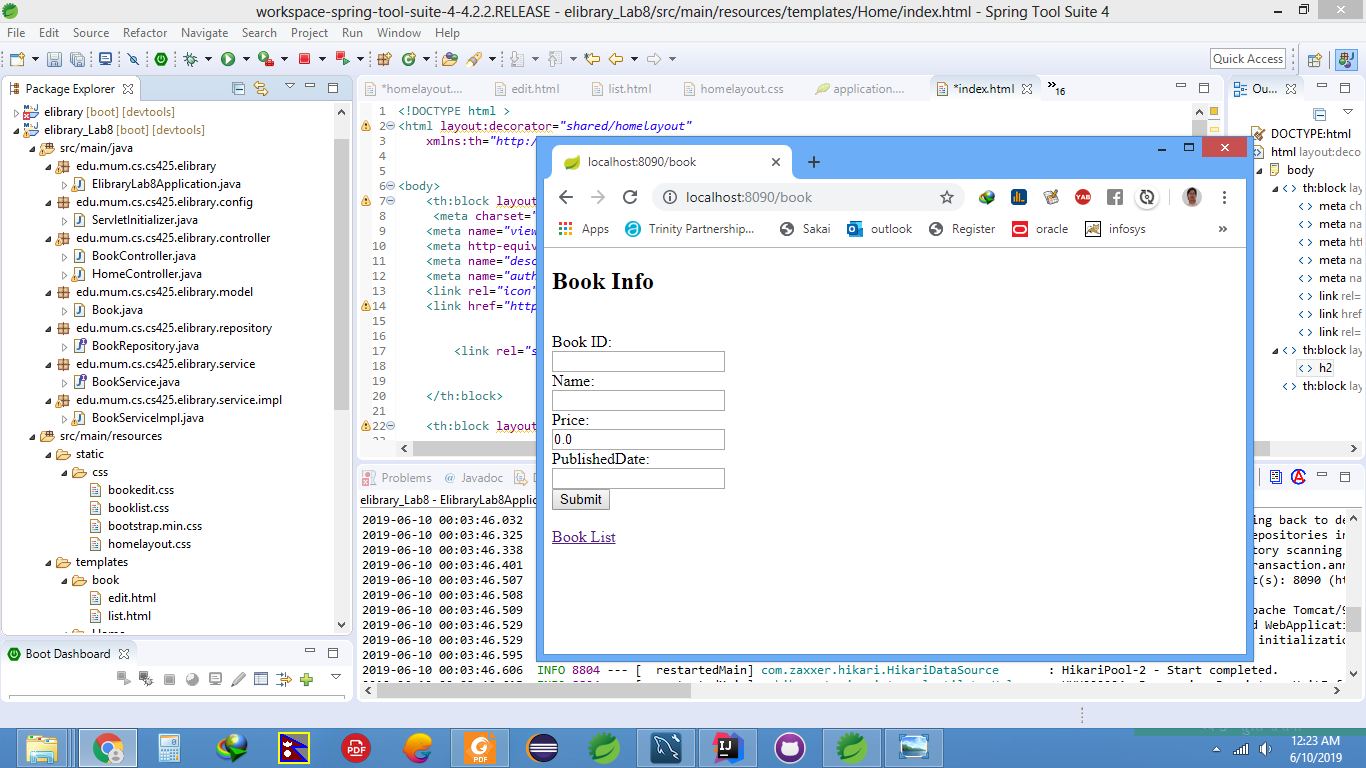 workspace-spring-tool-suite-4-4.2.2.RELEASE - elibrary_Lab8/src/main/resources/templates/Home/index.html - Spring Tool Suite 4
File Edit Source Refactor Navigate Search Project Run Window Help
Quick Access
Package Explorer
elibrary [boot] [devtools]
elibrary_Lab8 [boot] [devtools]
src/main/java
edu.mum.cs.cs425.elibrary
ElibraryLab8Application.java
edu.mum.cs.cs425.elibrary.config
ServletInitializer.java
edu.mum.cs.cs425.elibrary.controller
BookController.java
HomeController.java
edu.mum.cs.cs425.elibrary.model
Book.java
edu.mum.cs.cs425.elibrary.repository
BookRepository.java
edu.mum.cs.cs425.elibrary.service
BookService.java
edu.mum.cs.cs425.elibrary.service.impl
BookServiceImpl.java
src/main/resources
static
css
bookedit.css
booklist.css
bootstrap.min.css
homelayout.css
templates
book
edit.html
list.html
Boot Dashboard
*homelayout.... edit.html list.html homelayout.css application.... *index.html 16
1 <!DOCTYPE html >
2 <html layout:decorator="shared/homelayout"
3 xmlns:th="http:/
4
5
6 <body>
7 <th:block layou
8 <meta charset="
9 <meta name="view
10 <meta http-equiv
11 <meta name="desc
12 <meta name="auth
13 <link rel="icon"
14 <link href="http
15
16
17 <link rel="s
18
19
20 </th:block>
21
22 <th:block layout
Ou...
DOCTYPE:html
html layout:deco
body
th:block lay
meta ch
meta na
meta htt
meta na
meta na
link rel=
link href
link rel=
th:block lay
h2
th:block lay
localhost:8090/book
localhost:8090/book
YAB
Apps Trinity Partnership... Sakai outlook Register oracle infosys »
Book Info
Book ID:
Name:
Price:
0.0
PublishedDate:
Submit
Book List
Problems @ Javadoc
elibrary_Lab8 - ElibraryLab8Applic
2019-06-10 00:03:46.032 ing back to de
2019-06-10 00:03:46.325 epositories in
2019-06-10 00:03:46.338 tory scanning
2019-06-10 00:03:46.401 ransaction.ann
2019-06-10 00:03:46.507 t(s): 8090 (ht
2019-06-10 00:03:46.508
2019-06-10 00:03:46.509 pache Tomcat/9
2019-06-10 00:03:46.529 d WebApplicati
2019-06-10 00:03:46.529 initializatio
2019-06-10 00:03:46.595
2019-06-10 00:03:46.606 INFO 8804 --- [ restartedMain] com.zaxxer.hikari.HikariDataSource : HikariPool-2 - Start completed.
PDF
PDF
IJ
12:23 AM
6/10/2019